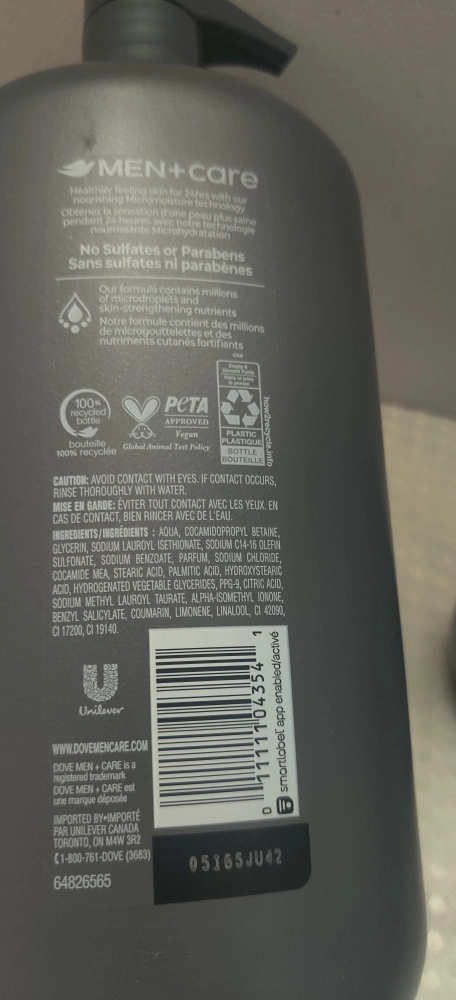 MEN+care
Healthier feeling skin for 24hrs with our
nourishing Micromoisture technology
Obtenez la sensation d'une peau plus saine
pendant 24 heures avec notre technologie
nourrissante Microhydratation
No Sulfates or Parabens
Sans sulfates ni parabènes
Our formula contains millions
of microdroplets and
skin-strengthening nutrients
Notre formule contient des millions
de microgouttelettes et des
nutriments cutanés fortifiants
100%
recycled
bottle
bouteille
100% recyclée
PETA
APPROVED
Vegan
Global Animal Test Policy
CAN
Empty &
Discard Pump
Videz et jetez
la pompe
PLASTIC
PLASTIQUE
BOTTLE
BOUTEILLE
how2recycle.info
CAUTION: AVOID CONTACT WITH EYES. IF CONTACT OCCURS,
RINSE THOROUGHLY WITH WATER.
MISE EN GARDE: ÉVITER TOUT CONTACT AVEC LES YEUX. EN
CAS DE CONTACT, BIEN RINCER AVEC DE L'EAU.
INGREDIENTS/INGRÉDIENTS : AQUA, COCAMIDOPROPYL BETAINE,
GLYCERIN, SODIUM LAUROYL ISETHIONATE, SODIUM C14-16 OLEFIN
SULFONATE, SODIUM BENZOATE, PARFUM, SODIUM CHLORIDE,
COCAMIDE MEA, STEARIC ACID, PALMITIC ACID, HYDROXYSTEARIC
ACID, HYDROGENATED VEGETABLE GLYCERIDES, PPG-9, CITRIC ACID,
SODIUM METHYL LAUROYL TAURATE, ALPHA-ISOMETHYL IONONE,
BENZYL SALICYLATE, COUMARIN, LIMONENE, LINALOOL, CI 42090,
CI 17200, CI 19140.
Unilever
WWW.DOVEMENCARE.COM
DOVE MEN + CARE is a
registered trademark
DOVE MEN + CARE est
une marque déposée
IMPORTED BY•IMPORTÉ
PAR UNILEVER CANADA
TORONTO, ON M4W 3R2
1-800-761-DOVE (3683)
64826565
0 11111 04354 1
smartlabel app enabled/activé
05165JU42